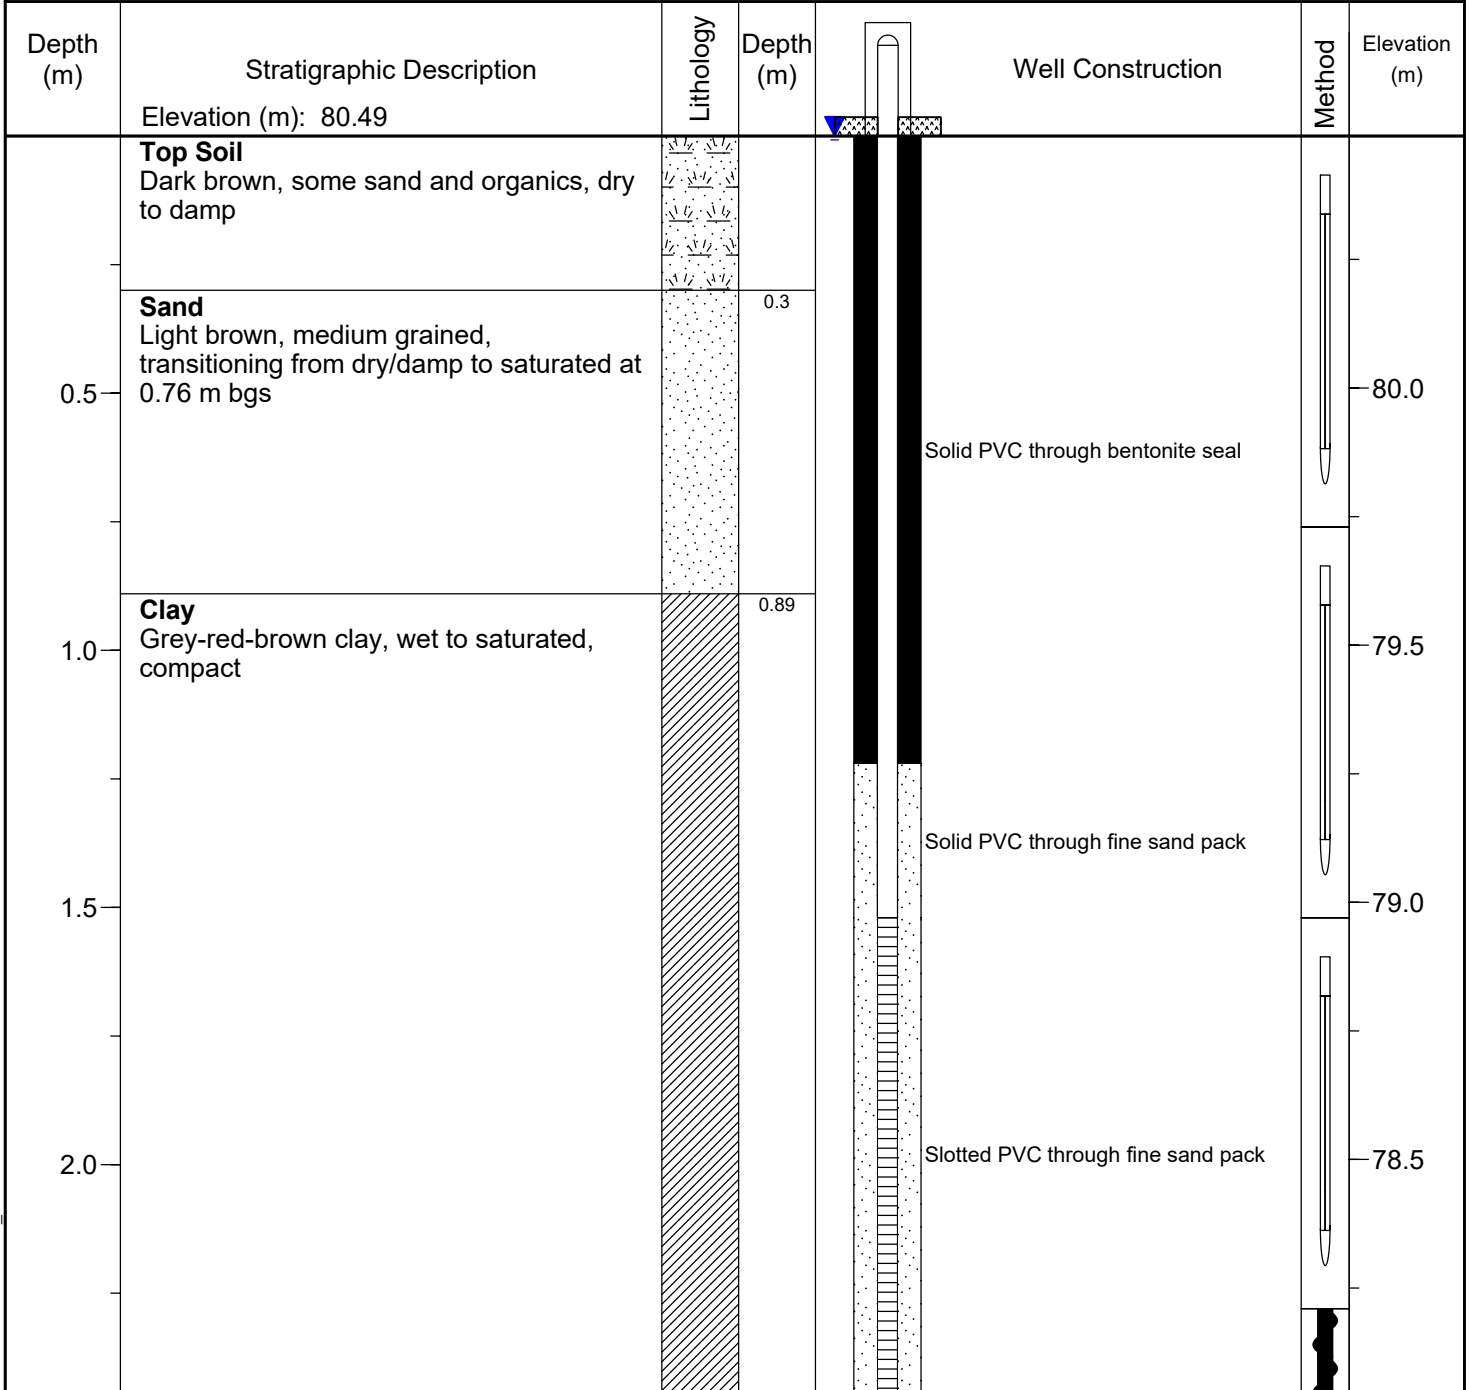 Depth
(m)
Stratigraphic Description
Elevation (m): 80.49
Lithology
Depth
(m)
Well Construction
Method
Elevation
(m)
Top Soil
Dark brown, some sand and organics, dry
to damp
0.3
Sand
Light brown, medium grained,
transitioning from dry/damp to saturated at
0.76 m bgs
0.5
80.0
Solid PVC through bentonite seal
0.89
Clay
Grey-red-brown clay, wet to saturated,
compact
1.0
79.5
Solid PVC through fine sand pack
1.5
79.0
Slotted PVC through fine sand pack
2.0
78.5